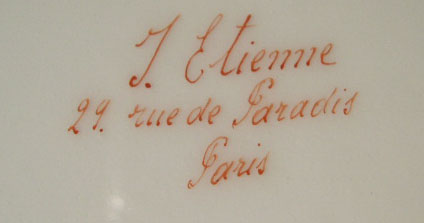 J. Etienne
29. rue de Paradis
Paris